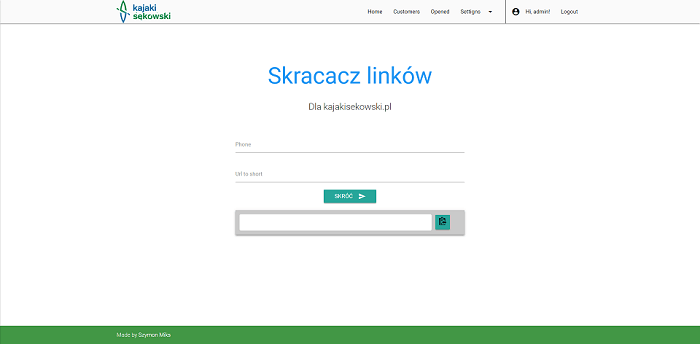 kajaki
sękowski
Home Customers Opened Settigns Hi, admin! Logout
Skracacz linków
Dla kajakisekowski.pl
Phone
Url to short
SKRÓĆ
Made by Szymon Miks